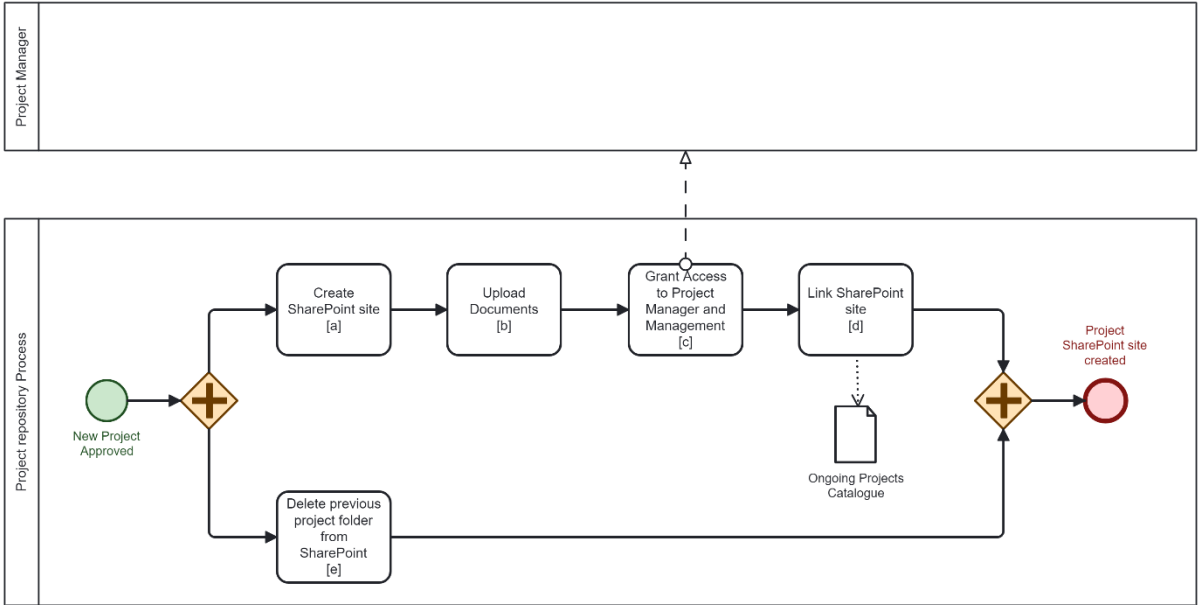 Project Manager
Project repository Process
New Project
Approved
Create
SharePoint site
[a]
Upload
Documents
[b]
Grant Access
to Project
Manager and
Management
[c]
Link SharePoint
site
[d]
Ongoing Projects
Catalogue
Delete previous
project folder
from
SharePoint
[e]
Project
SharePoint site
created